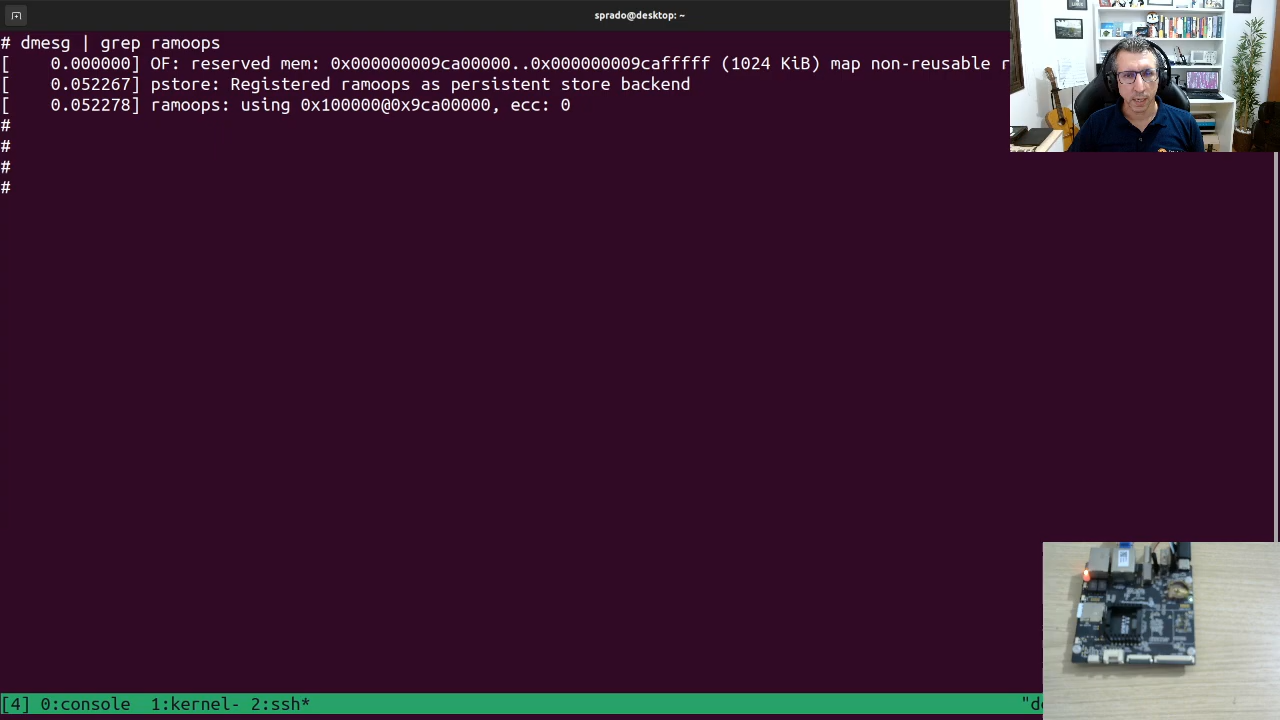 sprado@desktop: ~
# dmesg | grep ramoops
[    0.000000] OF: reserved mem: 0x000000009ca00000..0x000000009cafffff (1024 KiB) map non-reusable r
[    0.052267] pstore: Registered ramoops as persistent store backend
[    0.052278] ramoops: using 0x100000@0x9ca00000, ecc: 0
#
#
#
#
[4] 0:console  1:kernel- 2:ssh*
"de